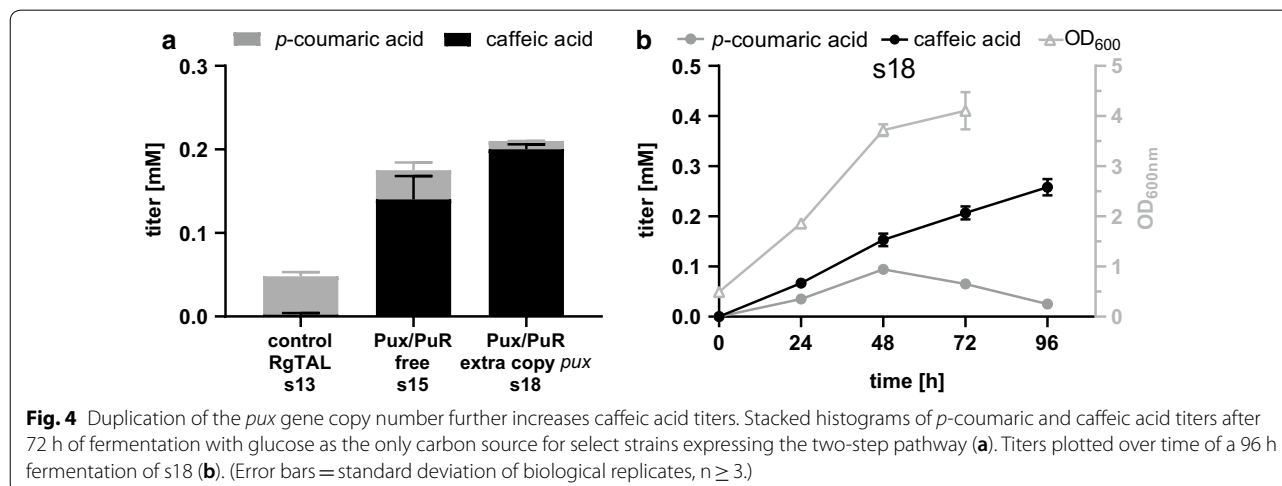 a
p-coumaric acid caffeic acid
0.3
0.2
0.1
0.0
titer [mM]
control
RgTAL
s13
Pux/PuR
free
s15
Pux/PuR
extra copy pux
s18
b
p-coumaric acid caffeic acid OD600
s18
0.5
0.4
0.3
0.2
0.1
0.0
titer [mM]
5
4
3
2
1
0
OD600nm
0 24 48 72 96
time [h]
Fig. 4 Duplication of the pux gene copy number further increases caffeic acid titers. Stacked histograms of p-coumaric and caffeic acid titers after
72 h of fermentation with glucose as the only carbon source for select strains expressing the two-step pathway (a). Titers plotted over time of a 96 h
fermentation of s18 (b). (Error bars = standard deviation of biological replicates, n ≥ 3.)